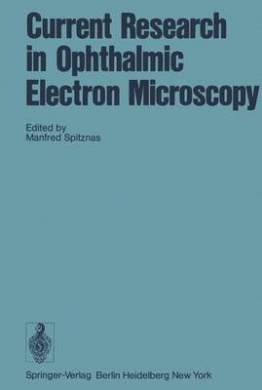 Current Research
in Ophthalmic
Electron Microscopy
Edited by
Manfred Spitznas
Springer-Verlag Berlin Heidelberg New York